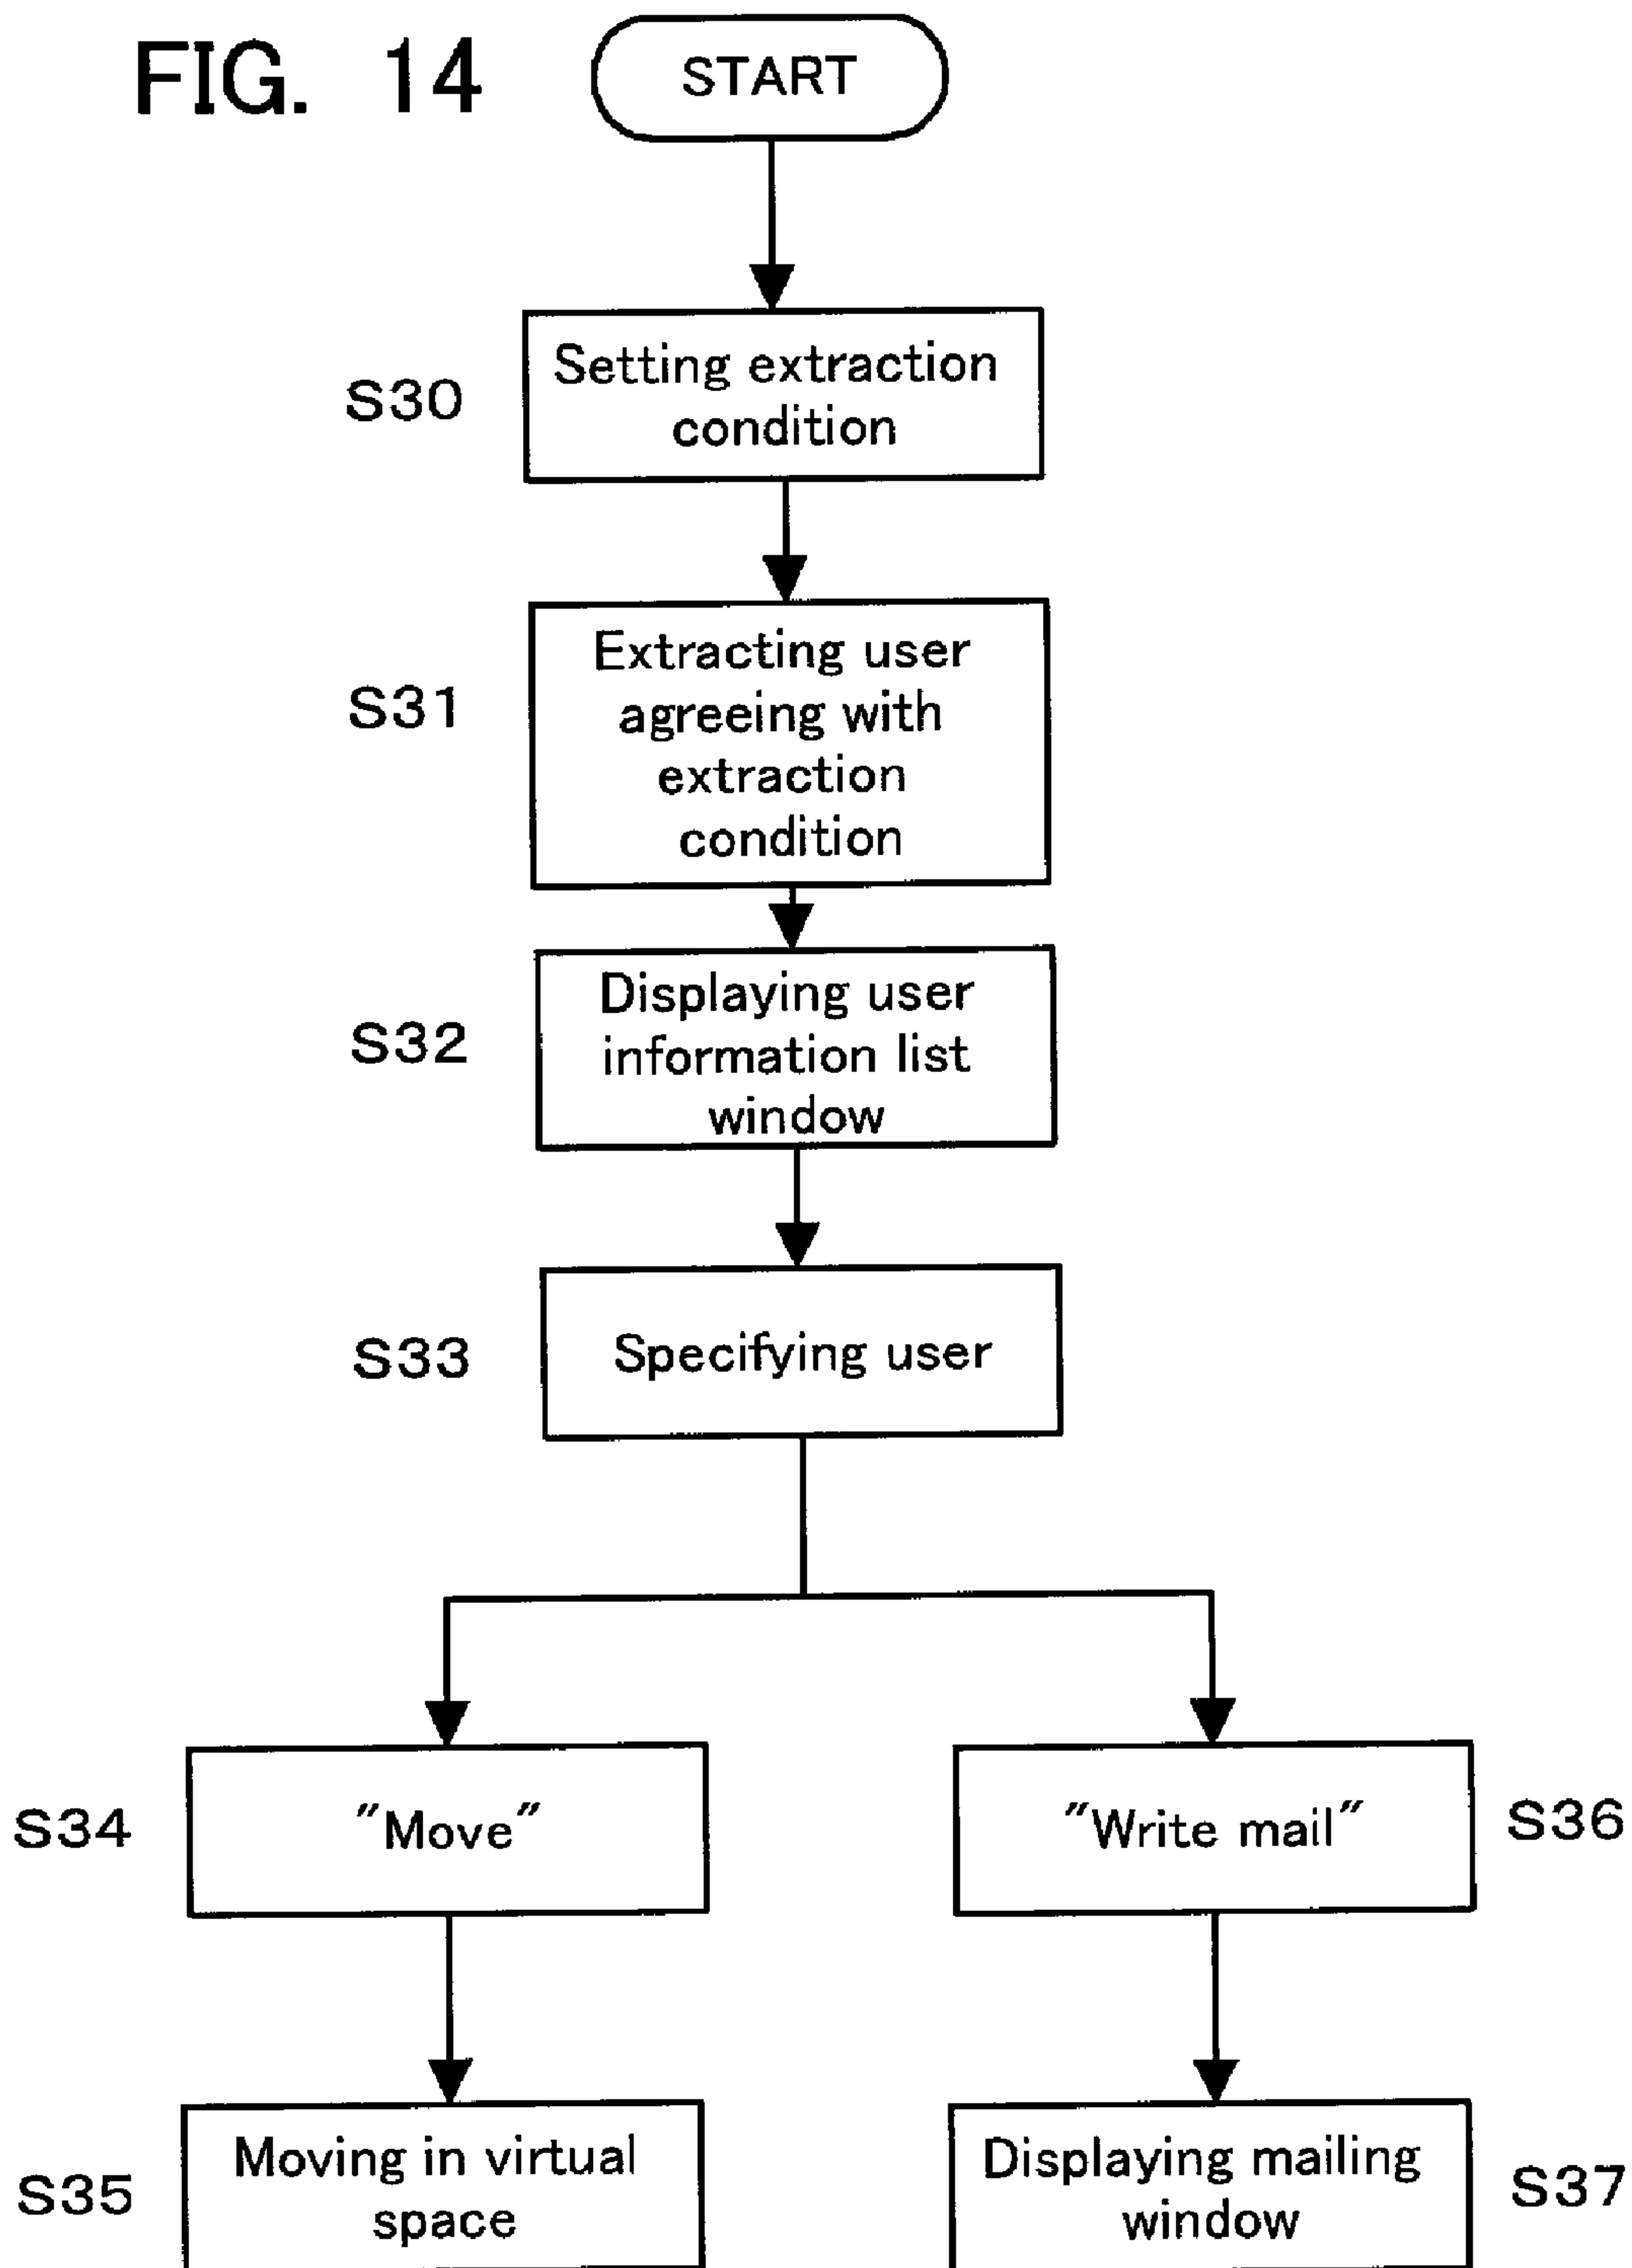 FIG. 14
START
S30
Setting extraction
condition
S31
Extracting user
agreeing with
extraction
condition
S32
Displaying user
information list
window
S33
Specifying user
S34
"Move"
"Write mail"
S36
S35
Moving in virtual
space
Displaying mailing
window
S37